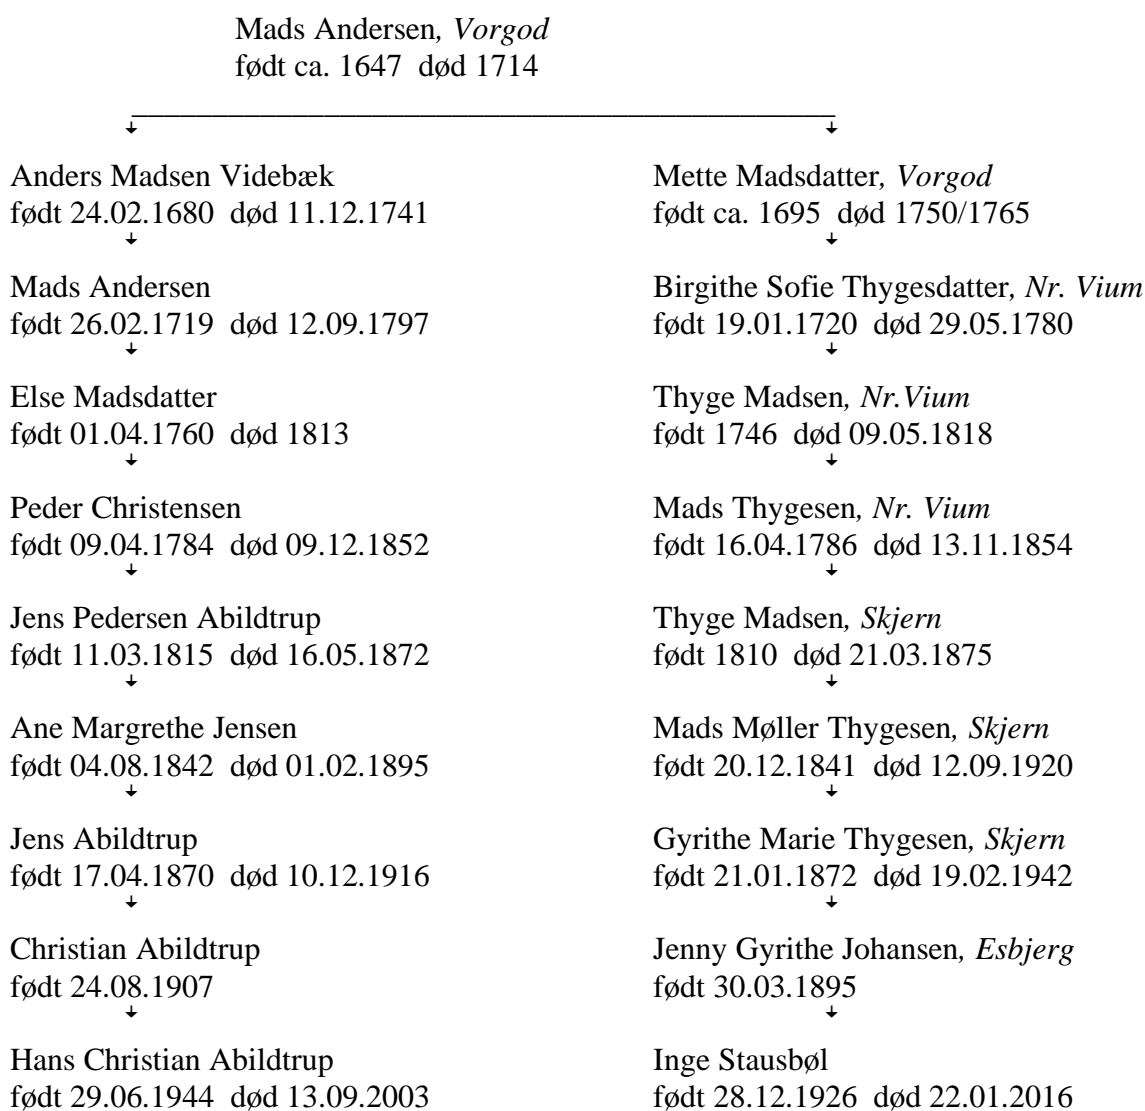 Mads Andersen, Vorgod
født ca. 1647 død 1714
Anders Madsen Videbæk
født 24.02.1680 død 11.12.1741
Mads Andersen
født 26.02.1719 død 12.09.1797
Else Madsdatter
født 01.04.1760 død 1813
Peder Christensen
født 09.04.1784 død 09.12.1852
Jens Pedersen Abildtrup
født 11.03.1815 død 16.05.1872
Ane Margrethe Jensen
født 04.08.1842 død 01.02.1895
Jens Abildtrup
født 17.04.1870 død 10.12.1916
Christian Abildtrup
født 24.08.1907
Hans Christian Abildtrup
født 29.06.1944 død 13.09.2003
Mette Madsdatter, Vorgod
født ca. 1695 død 1750/1765
Birgithe Sofie Thygesdatter, Nr. Vium
født 19.01.1720 død 29.05.1780
Thyge Madsen, Nr.Vium
født 1746 død 09.05.1818
Mads Thygesen, Nr. Vium
født 16.04.1786 død 13.11.1854
Thyge Madsen, Skjern
født 1810 død 21.03.1875
Mads Møller Thygesen, Skjern
født 20.12.1841 død 12.09.1920
Gyrithe Marie Thygesen, Skjern
født 21.01.1872 død 19.02.1942
Jenny Gyrithe Johansen, Esbjerg
født 30.03.1895
Inge Stausbøl
født 28.12.1926 død 22.01.2016